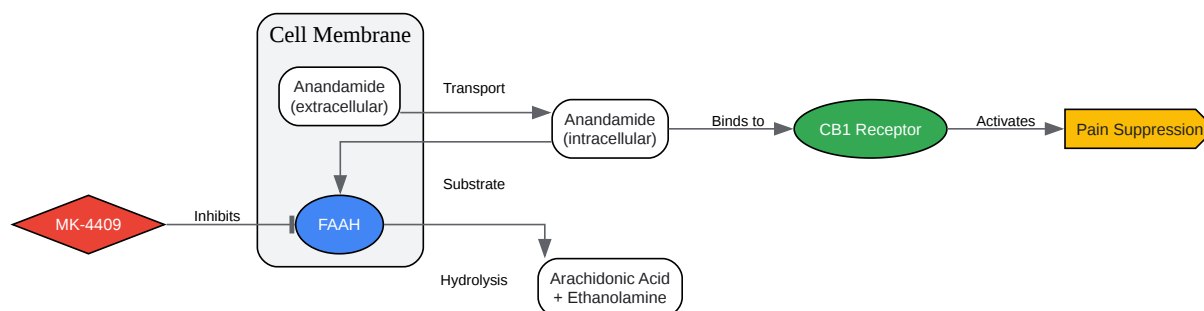 Cell Membrane
Anandamide
(extracellular)
Transport
Anandamide
(intracellular)
Binds to
CB1 Receptor
Activates
Pain Suppression
Substrate
MK-4409
Inhibits
FAAH
Hydrolysis
Arachidonic Acid
+ Ethanolamine